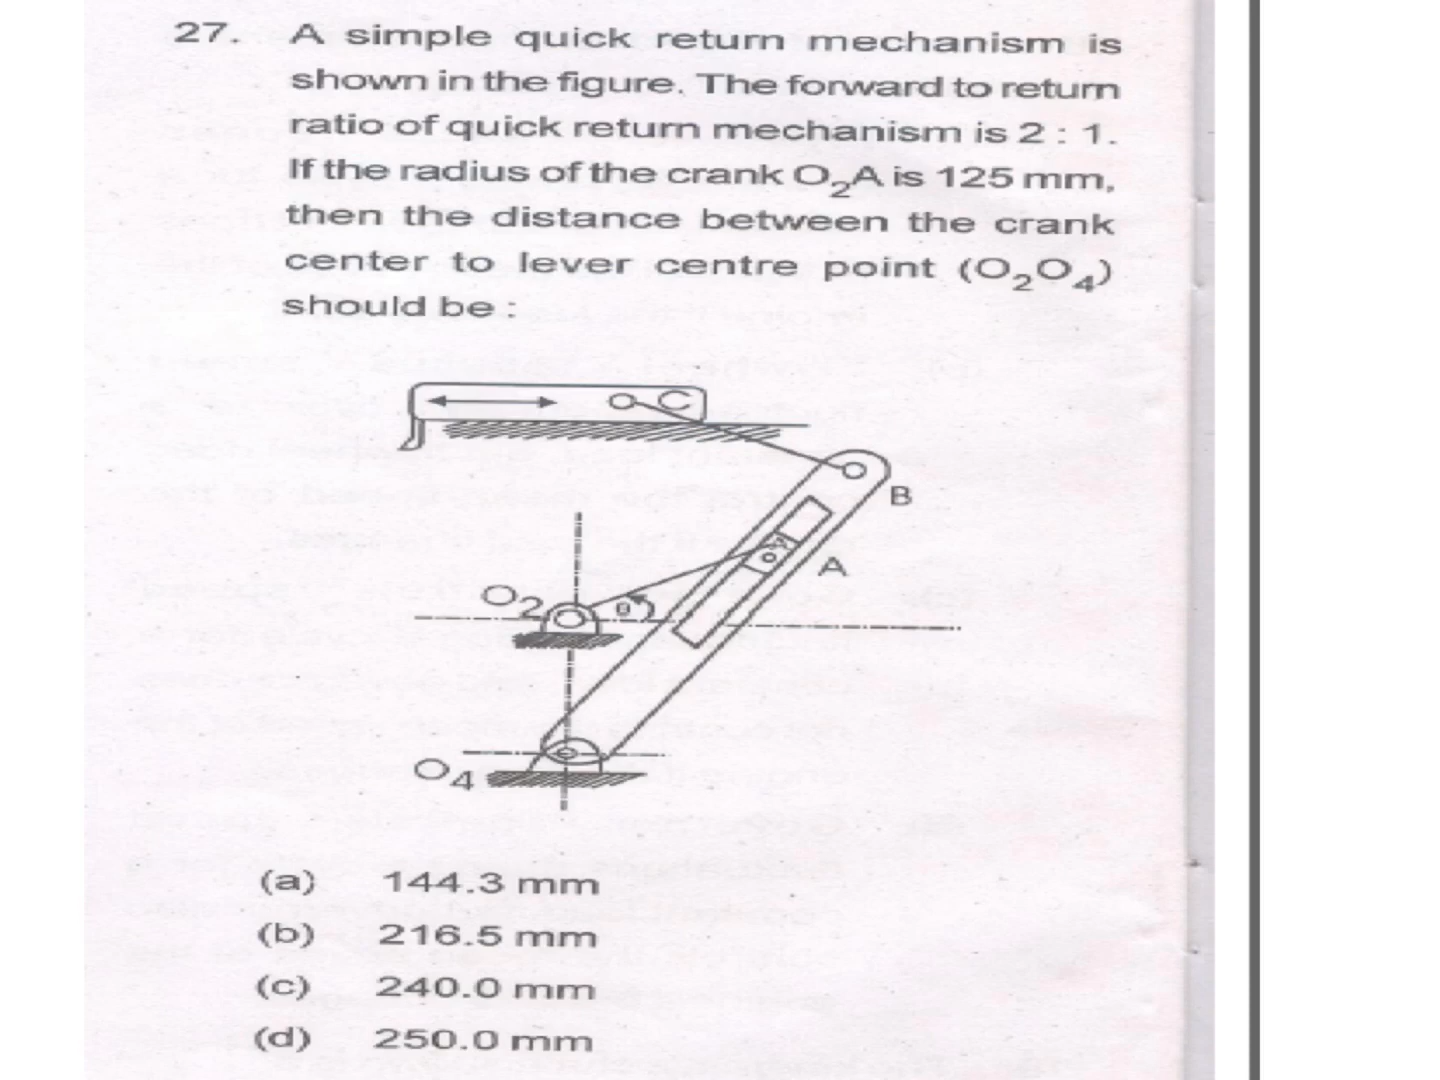 27. A simple quick return mechanism is
shown in the figure. The forward to return
ratio of quick return mechanism is 2 : 1.
If the radius of the crank O₂A is 125 mm,
then the distance between the crank
center to lever centre point (O₂O₄)
should be :
C
B
A
O₂
θ
O₄
(a) 144.3 mm
(b) 216.5 mm
(c) 240.0 mm
(d) 250.0 mm